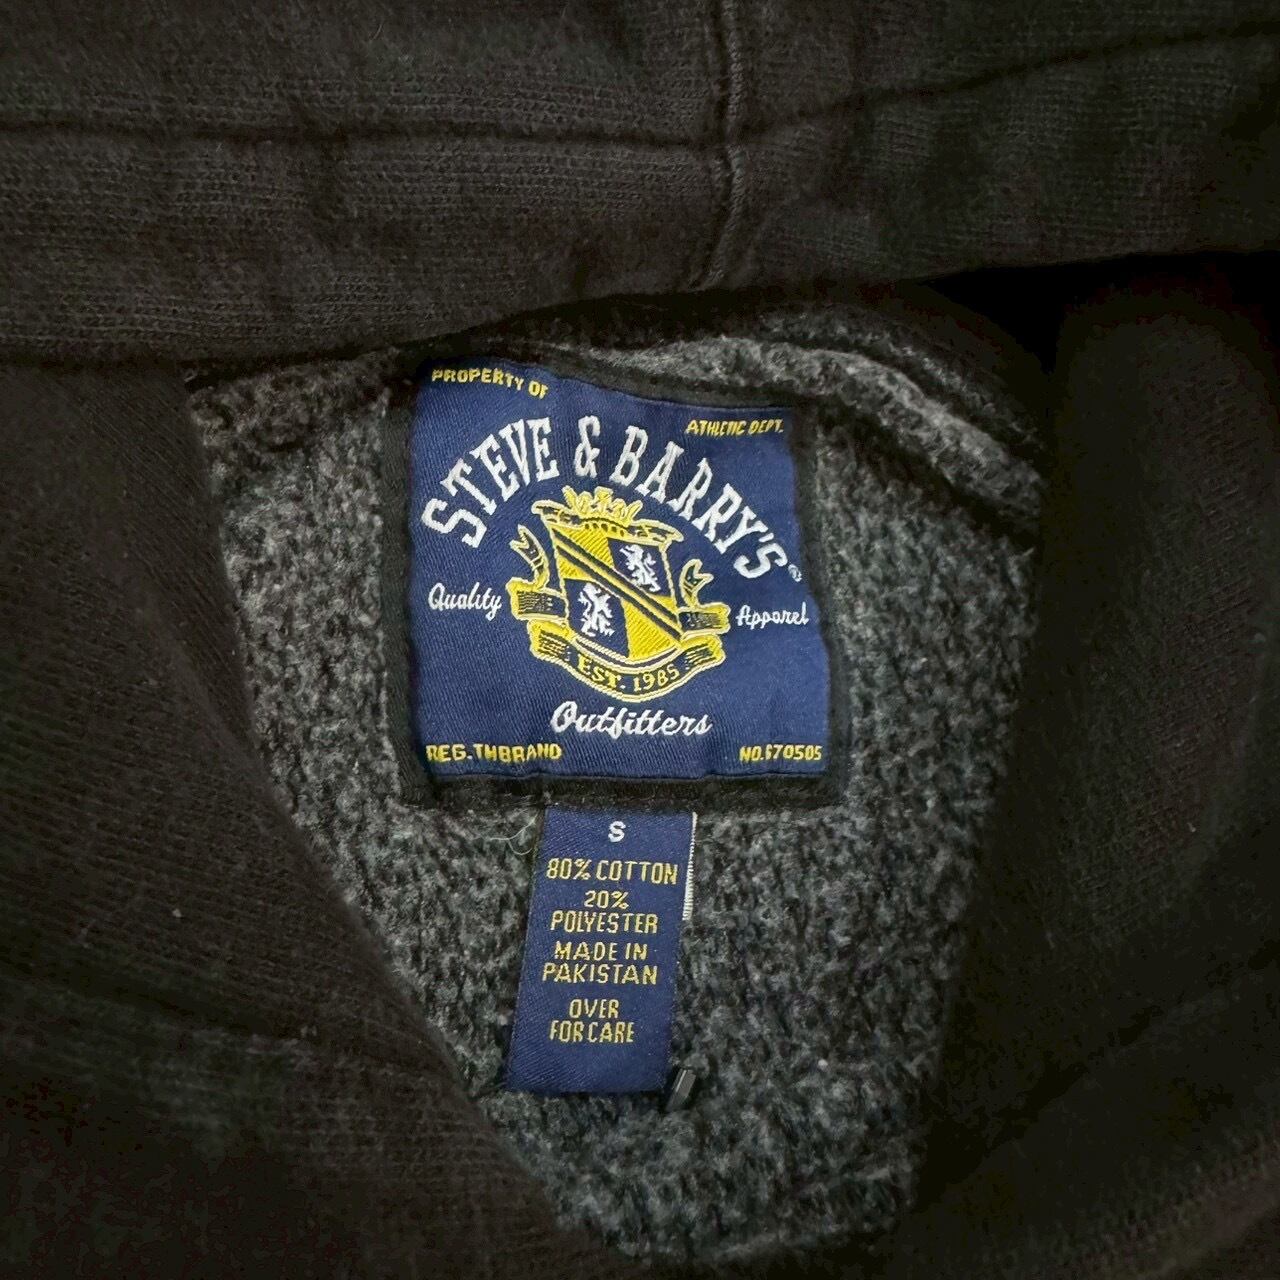 PROPERTY OF
ATHLETIC DEPT.
STEVE & BARRY'S®
Quality
Apparel
EST. 1985
Outfitters
REG.TMBRAND
NO.670505
S
80% COTTON
20%
POLYESTER
MADE IN
PAKISTAN
OVER
FOR CARE